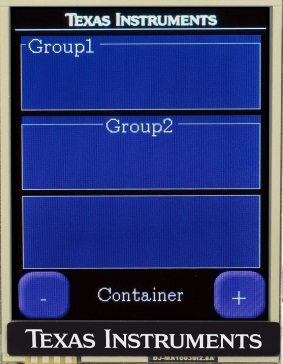 TEXAS INSTRUMENTS
Group1
Group2
- Container +
TEXAS INSTRUMENTS